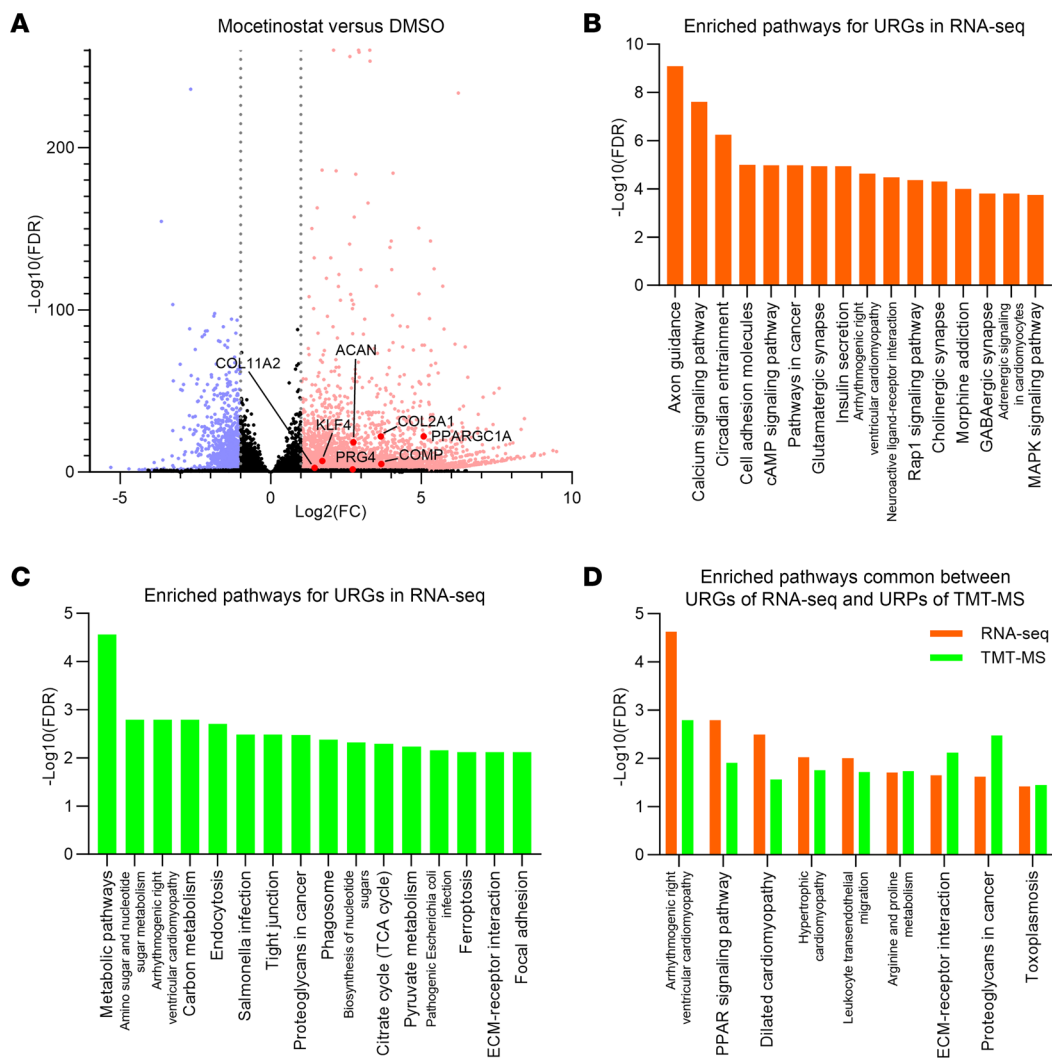 A
Mocetinostat versus DMSO
-Log10(FDR)
200
100
0
COL11A2
ACAN
KLF4
COL2A1
PPARGC1A
PRG4
COMP
-5
0
5
10
Log2(FC)
B
Enriched pathways for URGs in RNA-seq
-Log10(FDR)
10
8
6
4
2
0
Axon guidance
Calcium signaling pathway
Circadian entrainment
Cell adhesion molecules
cAMP signaling pathway
Pathways in cancer
Glutamatergic synapse
Insulin secretion
Arrhythmogenic right
ventricular cardiomyopathy
Neuroactive ligand-receptor interaction
Rap1 signaling pathway
Cholinergic synapse
Morphine addiction
GABAergic synapse
Adrenergic signaling
in cardiomyocytes
MAPK signaling pathway
C
Enriched pathways for URGs in RNA-seq
-Log10(FDR)
5
4
3
2
1
0
Metabolic pathways
Amino sugar and nucleotide
sugar metabolism
Arrhythmogenic right
ventricular cardiomyopathy
Carbon metabolism
Endocytosis
Salmonella infection
Tight junction
Proteoglycans in cancer
Phagosome
Biosynthesis of nucleotide
sugars
Citrate cycle (TCA cycle)
Pyruvate metabolism
Pathogenic Escherichia coli
infection
Ferroptosis
ECM-receptor interaction
Focal adhesion
D
Enriched pathways common between
URGs of RNA-seq and URPs of TMT-MS
RNA-seq
TMT-MS
-Log10(FDR)
5
4
3
2
1
0
Arrhythmogenic right
ventricular cardiomyopathy
PPAR signaling pathway
Dilated cardiomyopathy
Hypertrophic
cardiomyopathy
Leukocyte transendothelial
migration
Arginine and proline
metabolism
ECM-receptor interaction
Proteoglycans in cancer
Toxoplasmosis